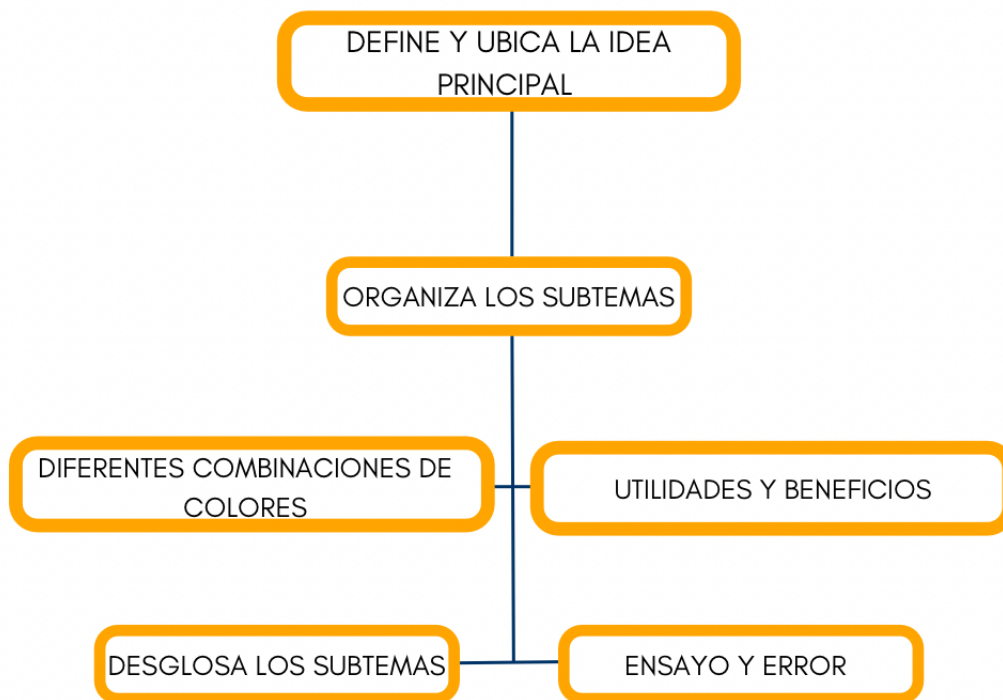 DEFINE Y UBICA LA IDEA
PRINCIPAL
ORGANIZA LOS SUBTEMAS
DIFERENTES COMBINACIONES DE
COLORES
UTILIDADES Y BENEFICIOS
DESGLOSA LOS SUBTEMAS
ENSAYO Y ERROR